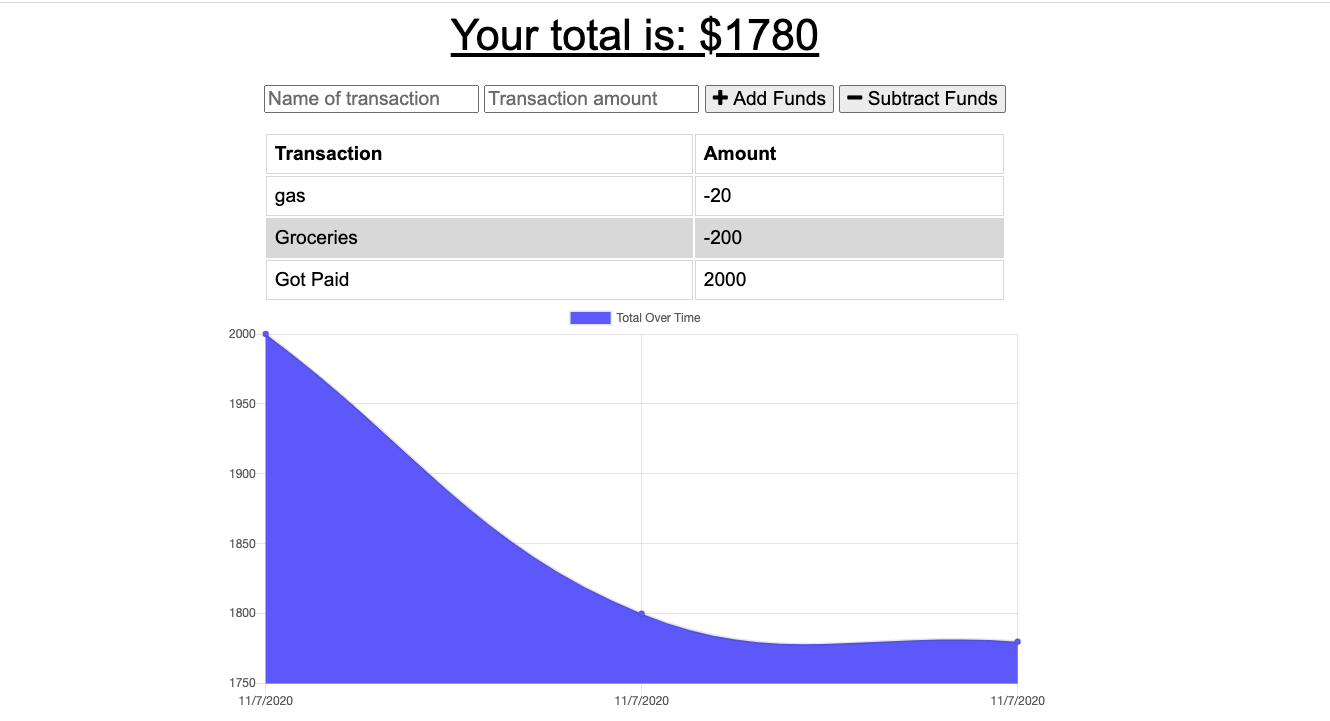 Your total is: $1780
Name of transaction Transaction amount + Add Funds − Subtract Funds
Transaction Amount
gas -20
Groceries -200
Got Paid 2000
Total Over Time
2000
1950
1900
1850
1800
1750
11/7/2020 11/7/2020 11/7/2020